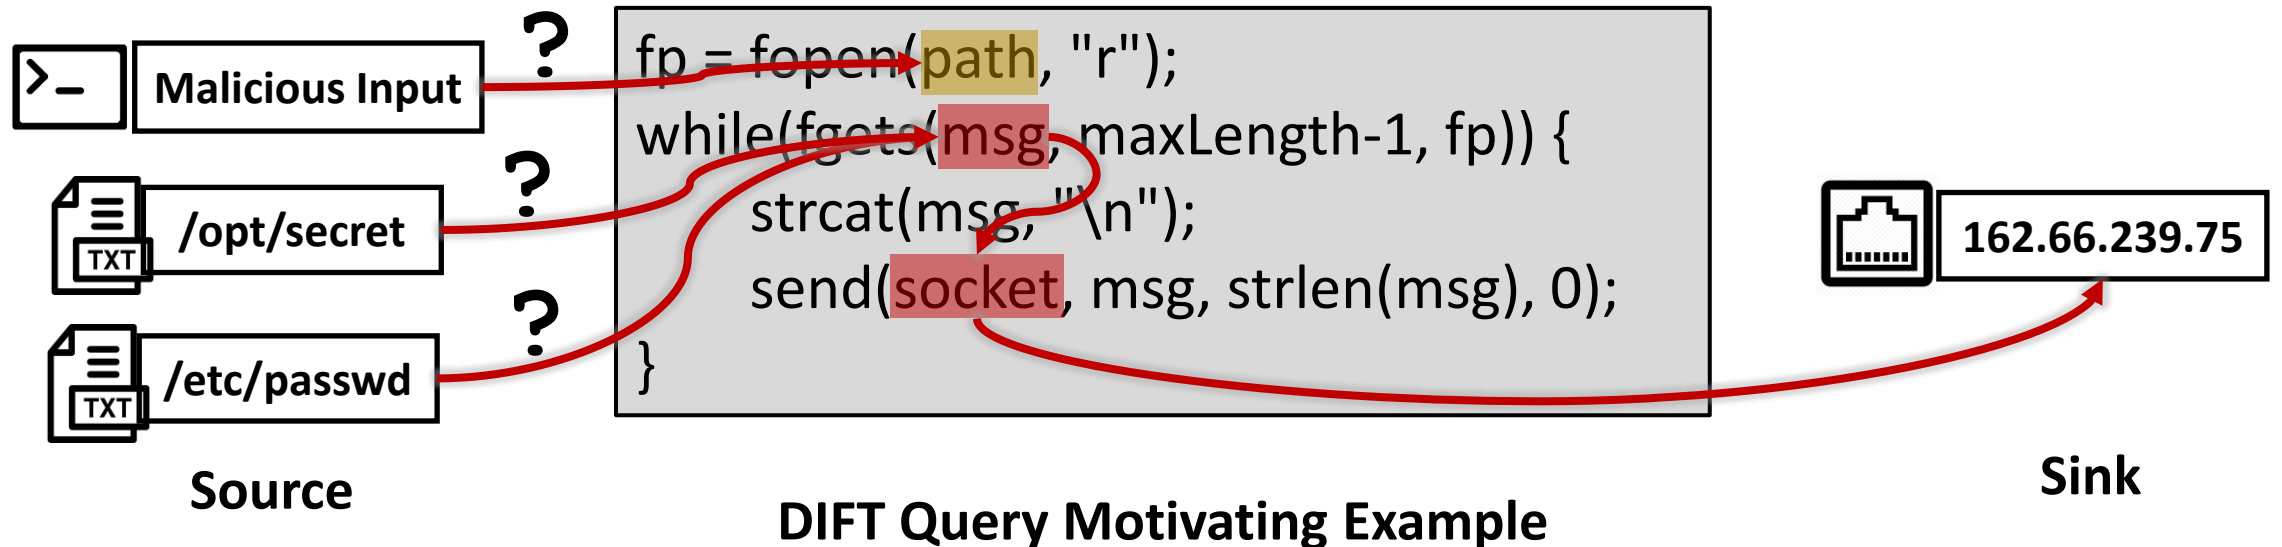 >_ Malicious Input
?
/opt/secret
TXT
?
/etc/passwd
TXT
?
Source
fp = fopen(path, "r");
while(fgets(msg, maxLength-1, fp)) {
strcat(msg, "\n");
send(socket, msg, strlen(msg), 0);
}
162.66.239.75
Sink
DIFT Query Motivating Example